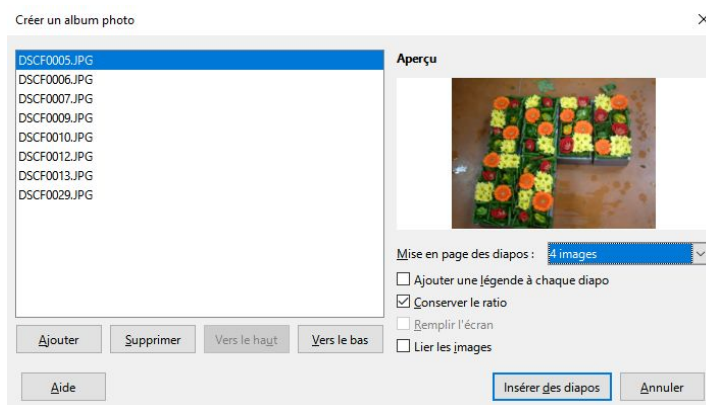 Créer un album photo
DSCF0005.JPG
DSCF0006.JPG
DSCF0007.JPG
DSCF0009.JPG
DSCF0010.JPG
DSCF0012.JPG
DSCF0013.JPG
DSCF0029.JPG
Ajouter
Supprimer
Vers le haut
Vers le bas
Aperçu
Mise en page des diapos :
4 images
Ajouter une légende à chaque diapo
Conserver le ratio
Remplir l'écran
Lier les images
Aide
Insérer des diapos
Annuler